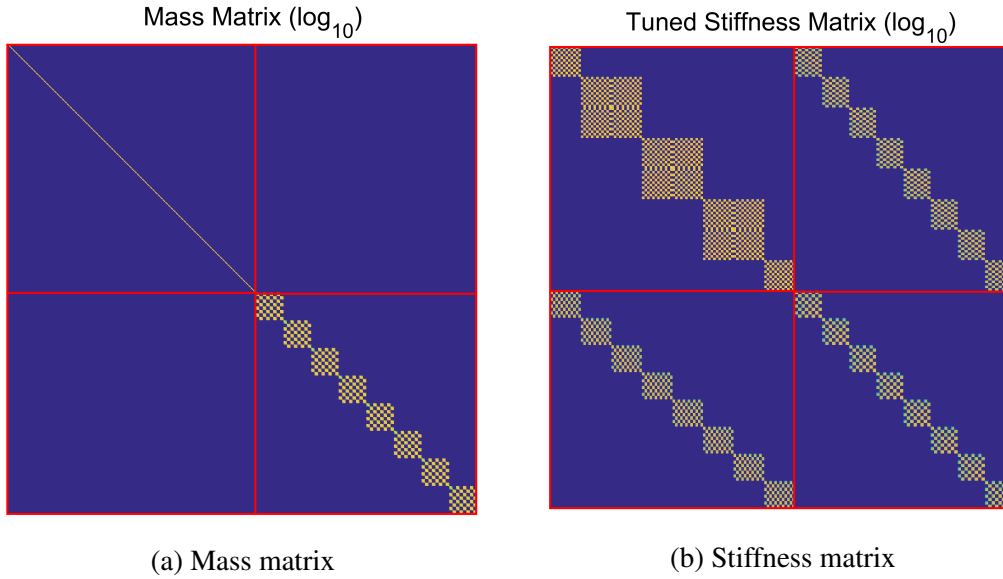 Mass Matrix (log10)
Tuned Stiffness Matrix (log10)
(a) Mass matrix
(b) Stiffness matrix